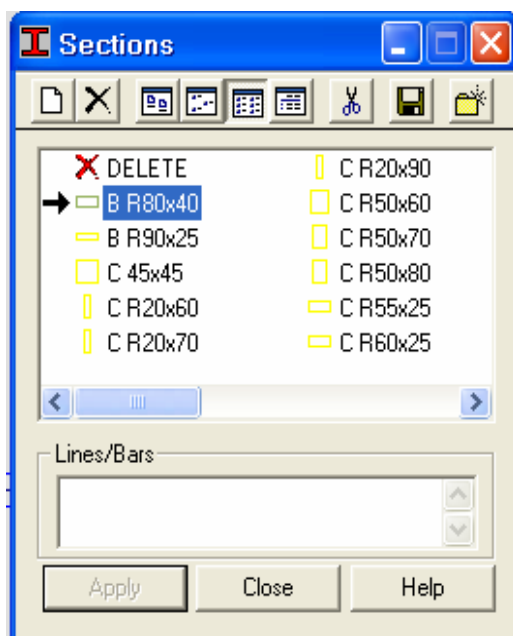 Sections
DELETE
B R80x40
B R90x25
C 45x45
C R20x60
C R20x70
C R20x90
C R50x60
C R50x70
C R50x80
C R55x25
C R60x25
Lines/Bars
Apply
Close
Help